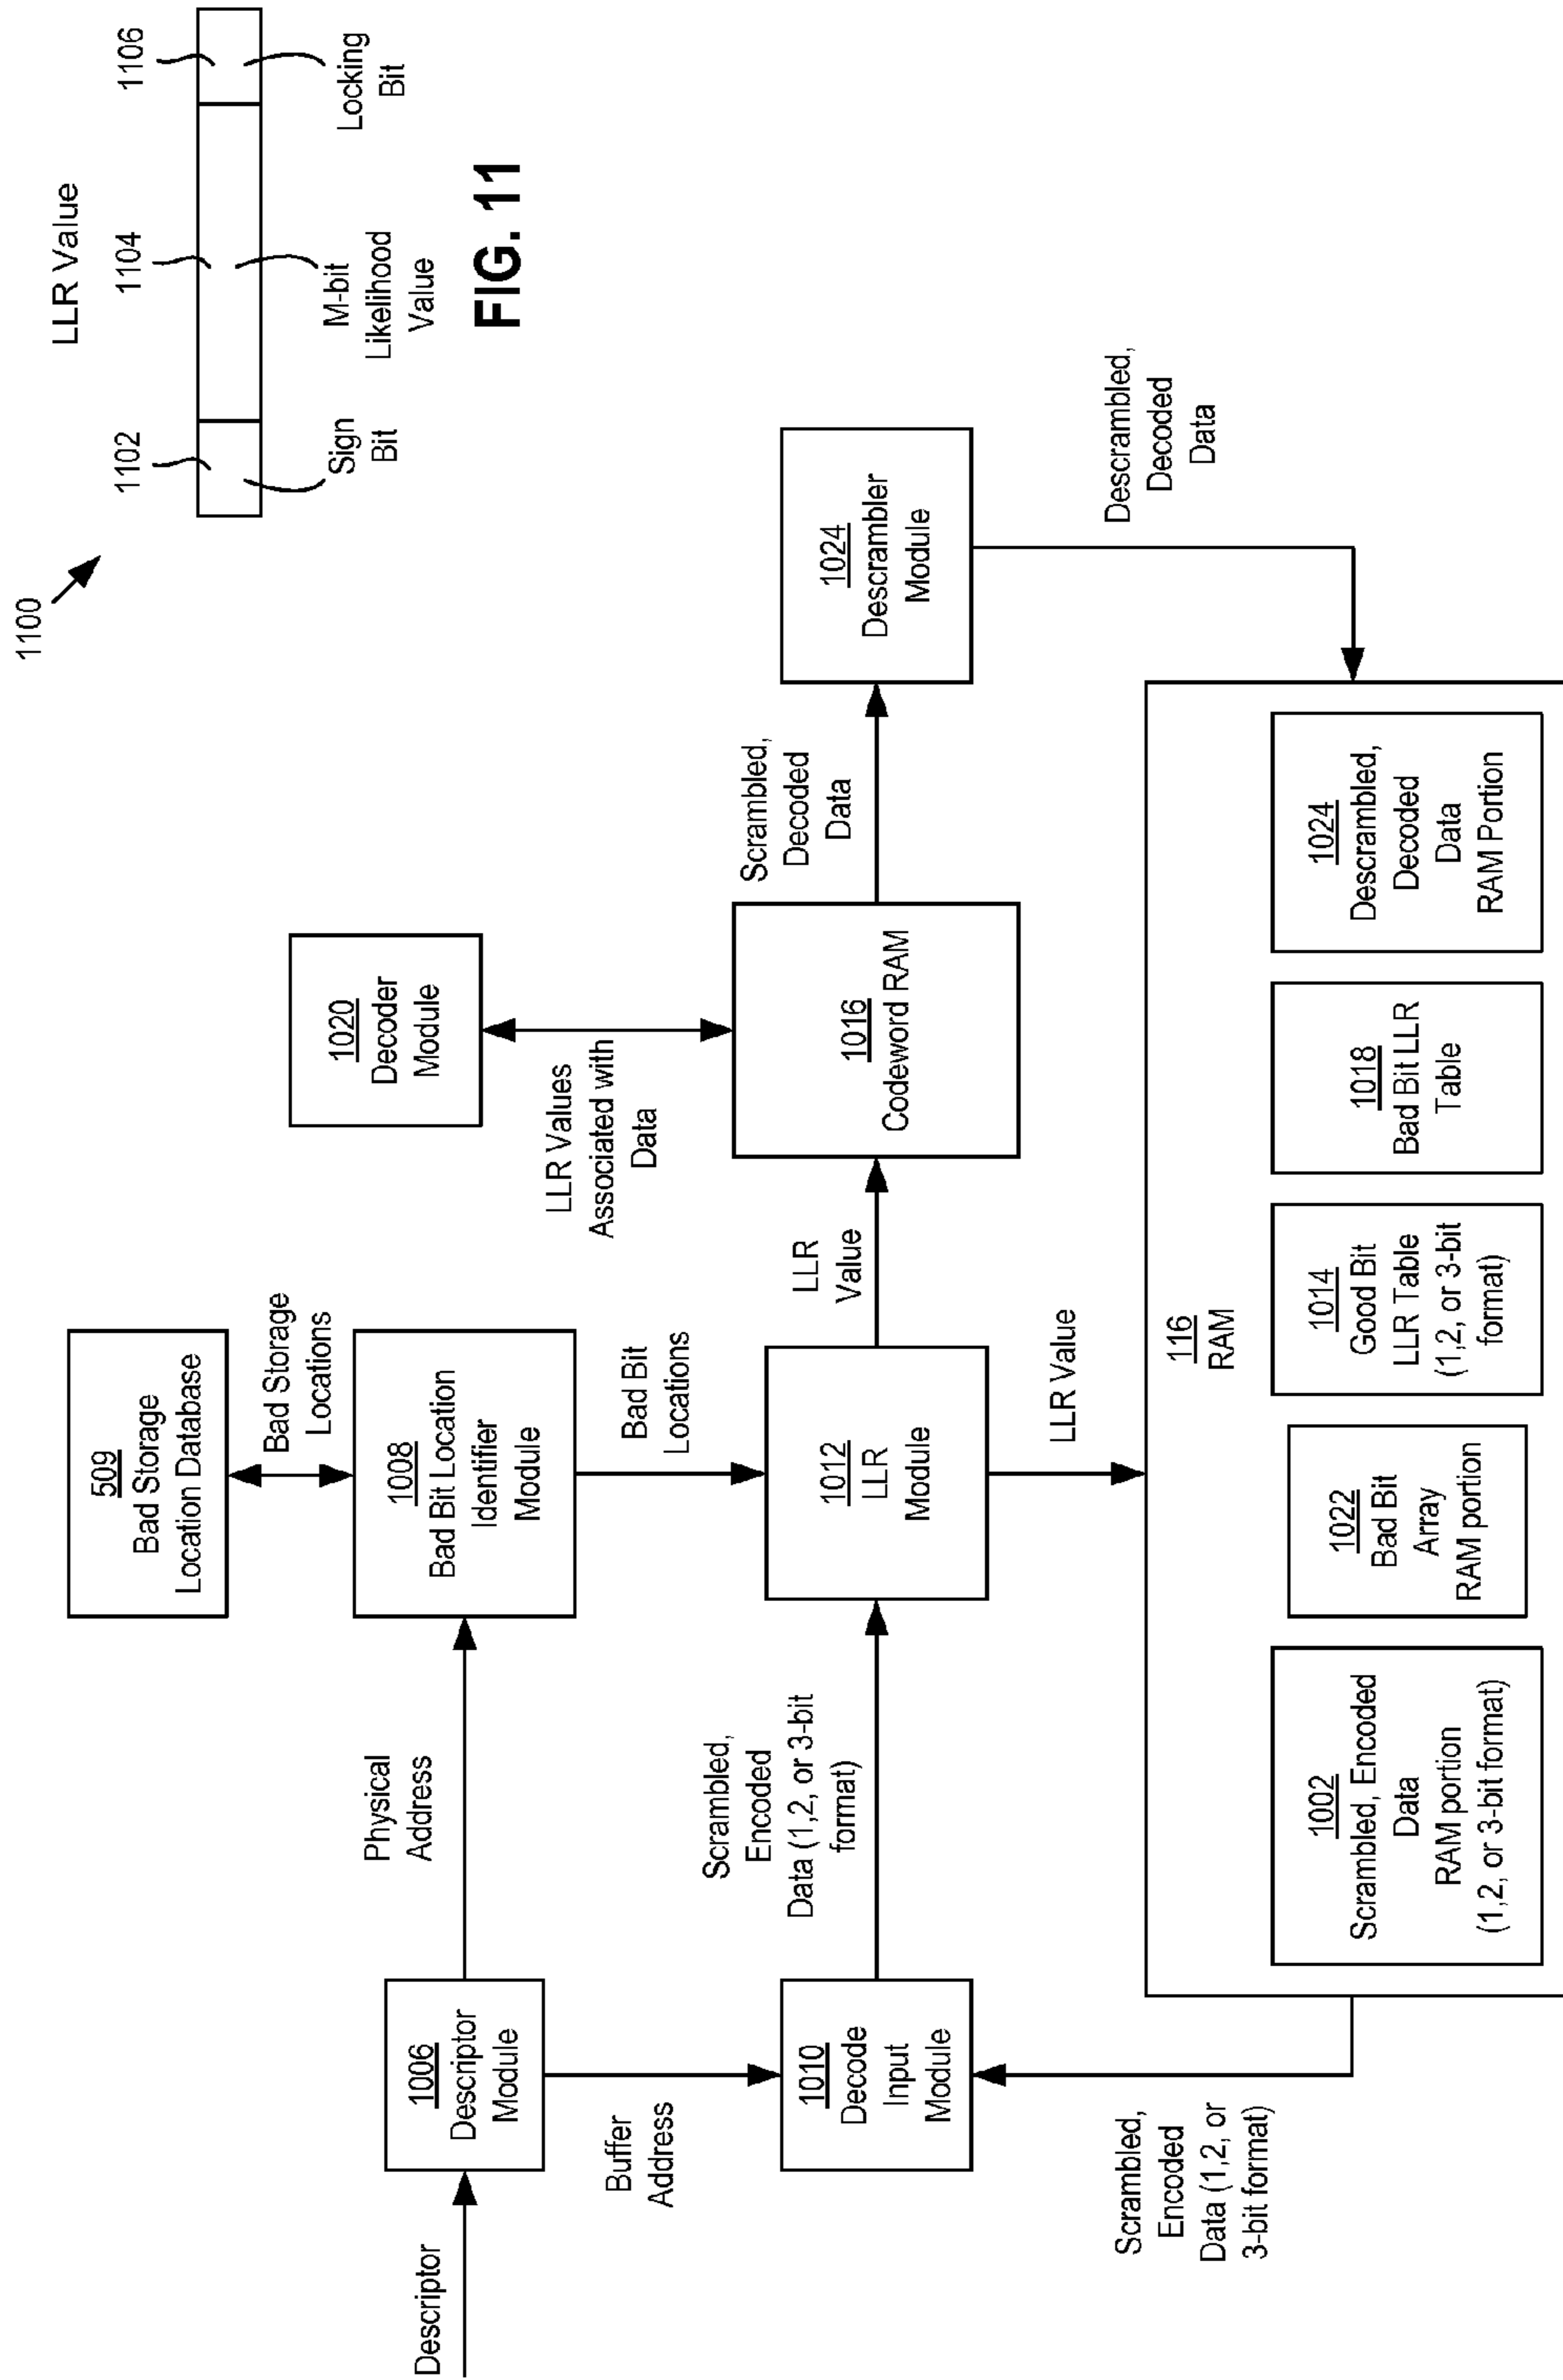 1100
LLR Value
1102
1104
1106
Sign
Bit
M-bit
Likelihood
Value
Locking
Bit
FIG. 11
509
Bad Storage
Location Database
Bad Storage
Locations
Descriptor
1006
Descriptor
Module
Physical
Address
1008
Bad Bit Location
Identifier
Module
1020
Decoder
Module
Buffer
Address
Bad Bit
Locations
LLR Values
Associated with
Data
1010
Decode
Input
Module
Scrambled,
Encoded
Data (1,2, or 3-bit
format)
1012
LLR
Module
LLR
Value
1016
Codeword RAM
Scrambled,
Decoded
Data
1024
Descrambler
Module
Scrambled,
Encoded
Data (1,2, or
3-bit format)
LLR Value
Descrambled,
Decoded
Data
116
RAM
1002
Scrambled, Encoded
Data
RAM portion
(1,2, or 3-bit format)
1022
Bad Bit
Array
RAM portion
1014
Good Bit
LLR Table
(1,2, or 3-bit
format)
1018
Bad Bit LLR
Table
1024
Descrambled,
Decoded
Data
RAM Portion